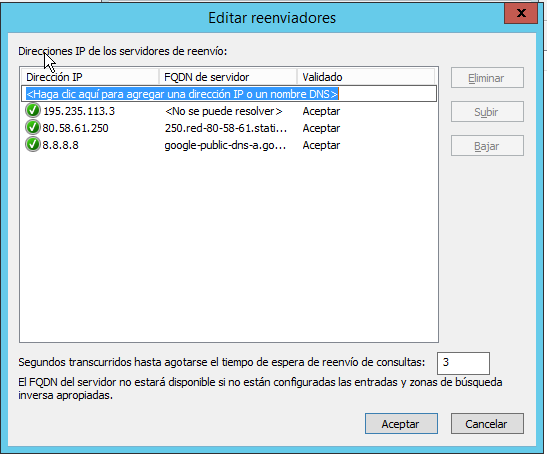 Editar reenviadores
x
Direcciones IP de los servidores de reenvío:
Dirección IP FQDN de servidor Validado
<Haga clic aquí para agregar una dirección IP o un nombre DNS>
195.235.113.3 <No se puede resolver> Aceptar
80.58.61.250 250.red-80-58-61.stati... Aceptar
8.8.8.8 google-public-dns-a.go... Aceptar
Eliminar
Subir
Bajar
Segundos transcurridos hasta agotarse el tiempo de espera de reenvío de consultas: 3
El FQDN del servidor no estará disponible si no están configuradas las entradas y zonas de búsqueda
inversa apropiadas.
Aceptar Cancelar